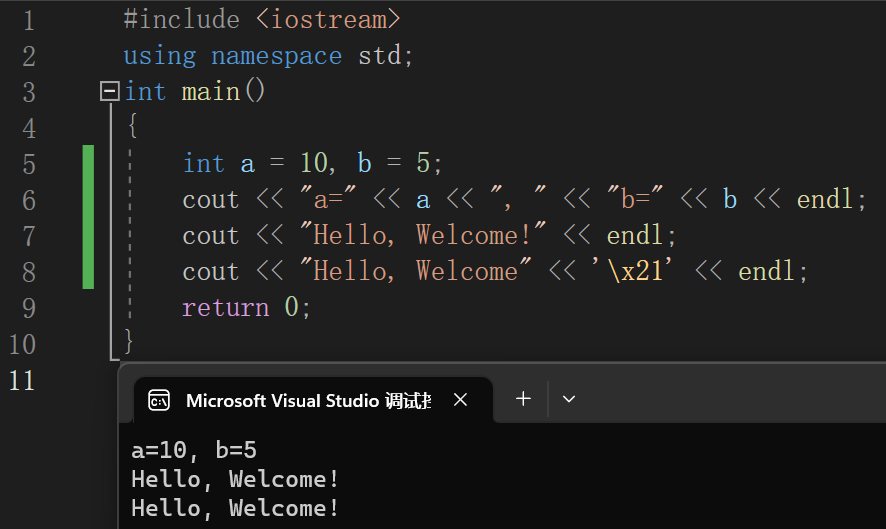 1 #include <iostream>
2 using namespace std;
3 int main()
4 {
5 int a = 10, b = 5;
6 cout << "a=" << a << ", " << "b=" << b << endl;
7 cout << "Hello, Welcome!" << endl;
8 cout << "Hello, Welcome" << '\x21' << endl;
9 return 0;
10 }
11
Microsoft Visual Studio 调试
a=10, b=5
Hello, Welcome!
Hello, Welcome!